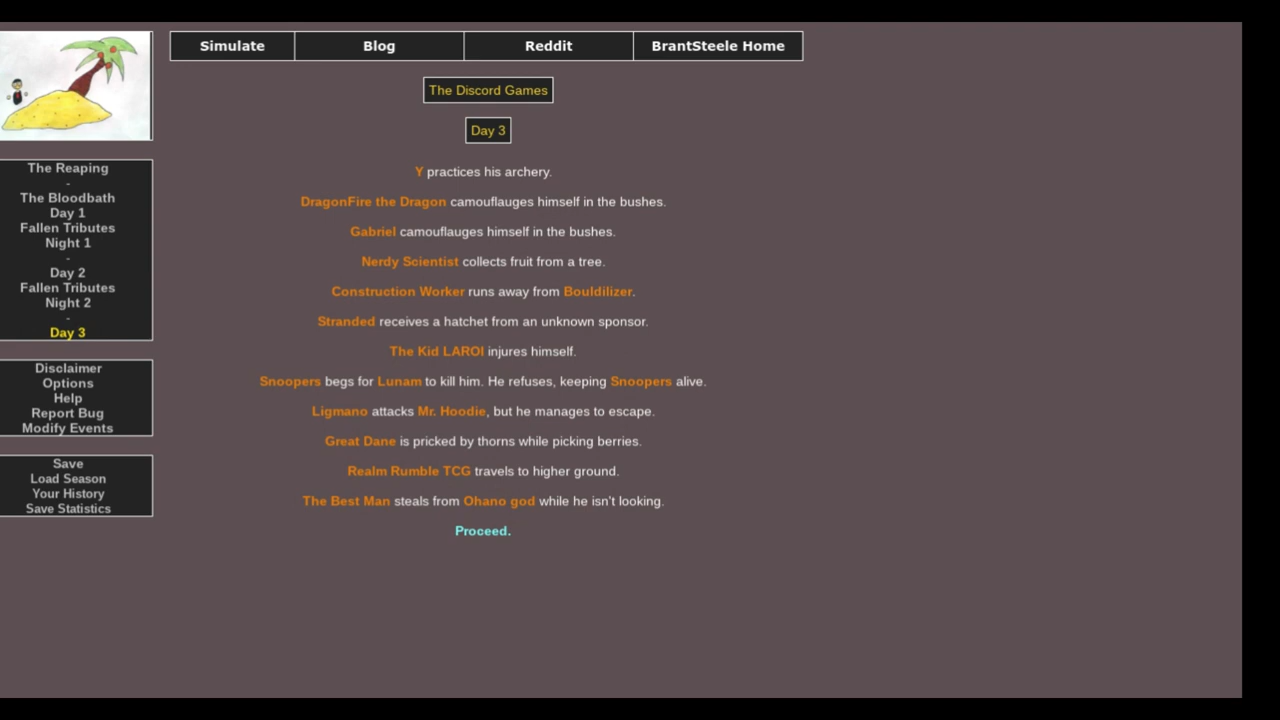 Simulate
Blog
Reddit
BrantSteele Home
The Discord Games
Day 3
Y practices his archery.
DragonFire the Dragon camouflauges himself in the bushes.
Gabriel camouflauges himself in the bushes.
Nerdy Scientist collects fruit from a tree.
Construction Worker runs away from Bouldilizer.
Stranded receives a hatchet from an unknown sponsor.
The Kid LAROI injures himself.
Snoopers begs for Lunam to kill him. He refuses, keeping Snoopers alive.
Ligmano attacks Mr. Hoodie, but he manages to escape.
Great Dane is pricked by thorns while picking berries.
Realm Rumble TCG travels to higher ground.
The Best Man steals from Ohano god while he isn't looking.
Proceed.
The Reaping
-
The Bloodbath
Day 1
Fallen Tributes
Night 1
-
Day 2
Fallen Tributes
Night 2
-
Day 3
Disclaimer
Options
Help
Report Bug
Modify Events
Save
Load Season
Your History
Save Statistics